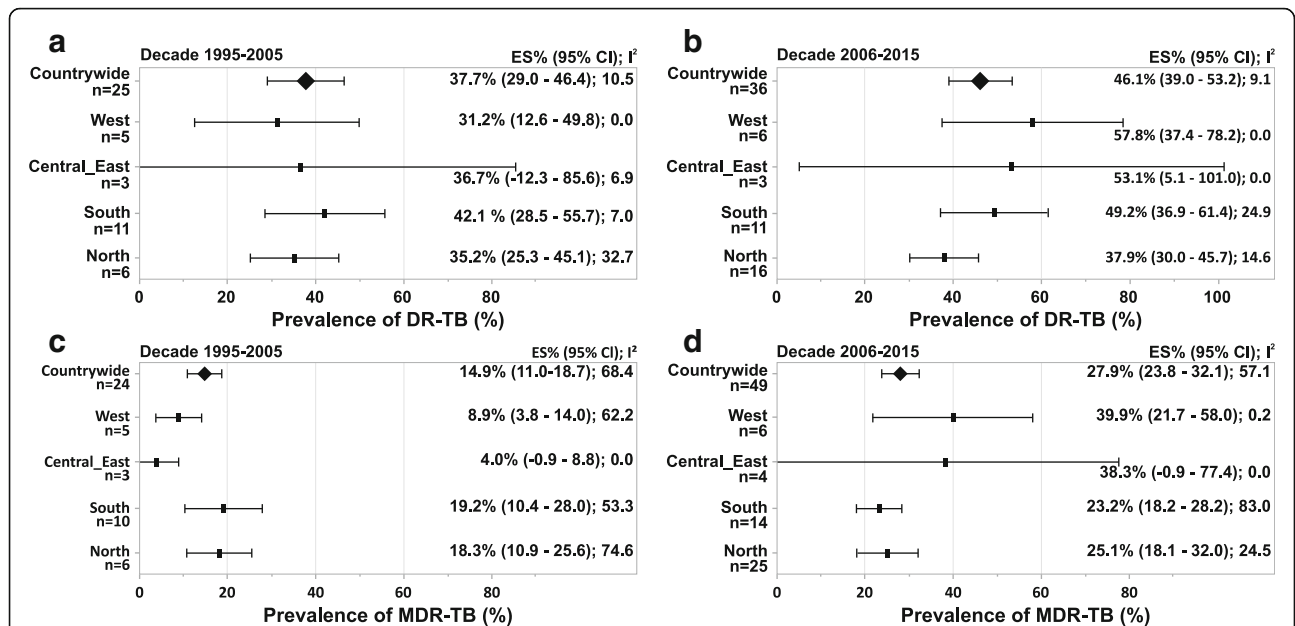 a
Decade 1995-2005 ES% (95% CI); I²
Countrywide 37.7% (29.0 - 46.4); 10.5
n=25
West 31.2% (12.6 - 49.8); 0.0
n=5
Central_East
n=3 36.7% (-12.3 - 85.6); 6.9
South 42.1 % (28.5 - 55.7); 7.0
n=11
North 35.2% (25.3 - 45.1); 32.7
n=6
0 20 40 60 80
Prevalence of DR-TB (%)
b
Decade 2006-2015 ES% (95% CI); I²
Countrywide 46.1% (39.0 - 53.2); 9.1
n=36
West
n=6 57.8% (37.4 - 78.2); 0.0
Central_East
n=3 53.1% (5.1 - 101.0); 0.0
South 49.2% (36.9 - 61.4); 24.9
n=11
North 37.9% (30.0 - 45.7); 14.6
n=16
0 20 40 60 80 100
Prevalence of DR-TB (%)
c
Decade 1995-2005 ES% (95% CI); I²
Countrywide 14.9% (11.0-18.7); 68.4
n=24
West 8.9% (3.8 - 14.0); 62.2
n=5
Central_East 4.0% (-0.9 - 8.8); 0.0
n=3
South 19.2% (10.4 - 28.0); 53.3
n=10
North 18.3% (10.9 - 25.6); 74.6
n=6
0 20 40 60 80
Prevalence of MDR-TB (%)
d
Decade 2006-2015 ES% (95% CI); I²
Countrywide 27.9% (23.8 - 32.1); 57.1
n=49
West 39.9% (21.7 - 58.0); 0.2
n=6
Central_East
n=4 38.3% (-0.9 - 77.4); 0.0
South 23.2% (18.2 - 28.2); 83.0
n=14
North 25.1% (18.1 - 32.0); 24.5
n=25
0 20 40 60 80
Prevalence of MDR-TB (%)